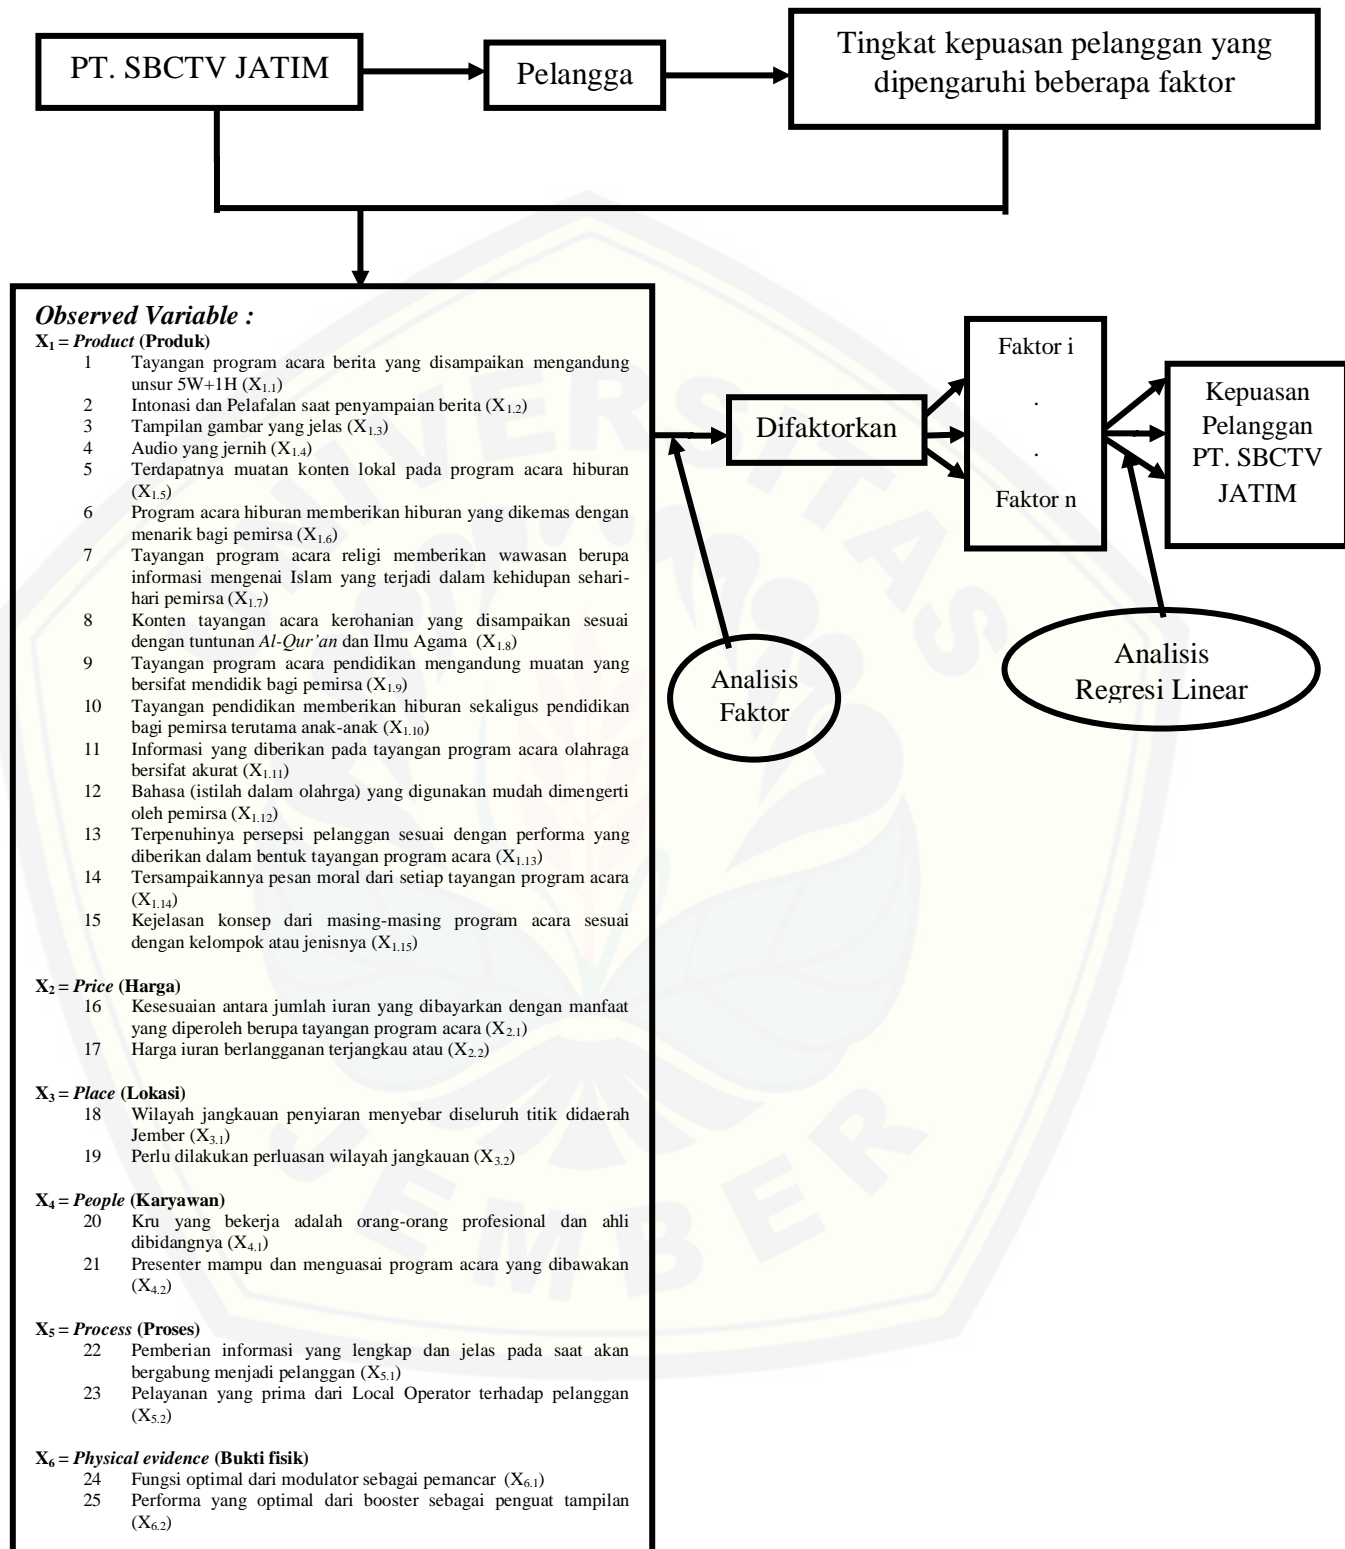 PT. SBCTV JATIM
Pelangga
Tingkat kepuasan pelanggan yang
dipengaruhi beberapa faktor
Observed Variable :
X1 = Product (Produk)
1 Tayangan program acara berita yang disampaikan mengandung
unsur 5W+1H (X1.1)
2 Intonasi dan Pelafalan saat penyampaian berita (X1.2)
3 Tampilan gambar yang jelas (X1.3)
4 Audio yang jernih (X1.4)
5 Terdapatnya muatan konten lokal pada program acara hiburan
(X1.5)
6 Program acara hiburan memberikan hiburan yang dikemas dengan
menarik bagi pemirsa (X1.6)
7 Tayangan program acara religi memberikan wawasan berupa
informasi mengenai Islam yang terjadi dalam kehidupan sehari-
hari pemirsa (X1.7)
8 Konten tayangan acara kerohanian yang disampaikan sesuai
dengan tuntunan Al-Qur’an dan Ilmu Agama (X1.8)
9 Tayangan program acara pendidikan mengandung muatan yang
bersifat mendidik bagi pemirsa (X1.9)
10 Tayangan pendidikan memberikan hiburan sekaligus pendidikan
bagi pemirsa terutama anak-anak (X1.10)
11 Informasi yang diberikan pada tayangan program acara olahraga
bersifat akurat (X1.11)
12 Bahasa (istilah dalam olahrga) yang digunakan mudah dimengerti
oleh pemirsa (X1.12)
13 Terpenuhinya persepsi pelanggan sesuai dengan performa yang
diberikan dalam bentuk tayangan program acara (X1.13)
14 Tersampaikannya pesan moral dari setiap tayangan program acara
(X1.14)
15 Kejelasan konsep dari masing-masing program acara sesuai
dengan kelompok atau jenisnya (X1.15)
X2 = Price (Harga)
16 Kesesuaian antara jumlah iuran yang dibayarkan dengan manfaat
yang diperoleh berupa tayangan program acara (X2.1)
17 Harga iuran berlangganan terjangkau atau (X2.2)
X3 = Place (Lokasi)
18 Wilayah jangkauan penyiaran menyebar diseluruh titik didaerah
Jember (X3.1)
19 Perlu dilakukan perluasan wilayah jangkauan (X3.2)
X4 = People (Karyawan)
20 Kru yang bekerja adalah orang-orang profesional dan ahli
dibidangnya (X4.1)
21 Presenter mampu dan menguasai program acara yang dibawakan
(X4.2)
X5 = Process (Proses)
22 Pemberian informasi yang lengkap dan jelas pada saat akan
bergabung menjadi pelanggan (X5.1)
23 Pelayanan yang prima dari Local Operator terhadap pelanggan
(X5.2)
X6 = Physical evidence (Bukti fisik)
24 Fungsi optimal dari modulator sebagai pemancar (X6.1)
25 Performa yang optimal dari booster sebagai penguat tampilan
(X6.2)
Difaktorkan
Analisis
Faktor
Faktor i
.
.
Faktor n
Analisis
Regresi Linear
Kepuasan
Pelanggan
PT. SBCTV
JATIM
UNIVERSITAS
JEMBER